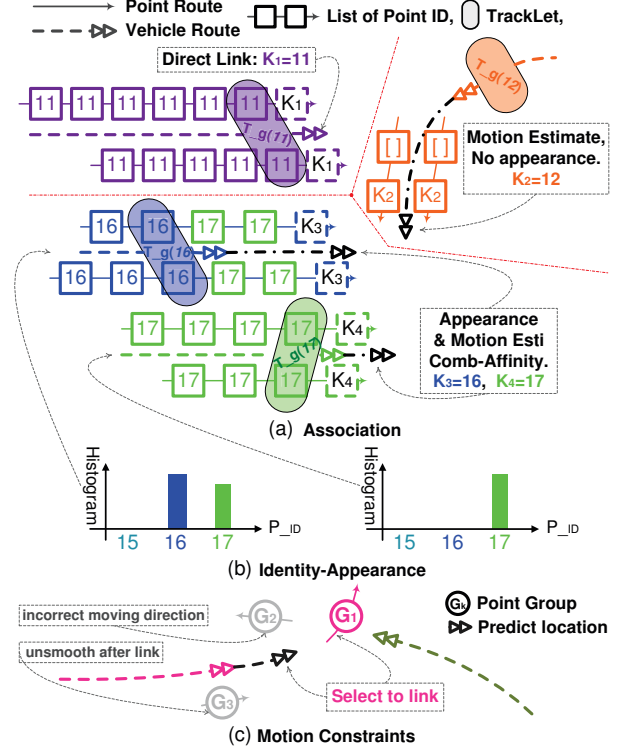 Point Route
Vehicle Route
List of Point ID, TrackLet,
Direct Link: K1=11
11 11 11 11 11 11 K1
T_g(11)
11 11 11 11 11 K1
T_g(12)
[ ] [ ]
K2 K2
Motion Estimate,
No appearance.
K2=12
16 16 17 17 K3
T_g(16)
16 16 16 17 17 K3
17 17 17 17 K4
T_g(17)
17 17 17 K4
Appearance
& Motion Esti
Comb-Affinity.
K3=16, K4=17
(a) Association
Histogram
15 16 17
P_ID
Histogram
15 16 17
P_ID
(b) Identity-Appearance
incorrect moving direction
G2
G1
Gk Point Group
Predict location
unsmooth after link
G3
Select to link
(c) Motion Constraints